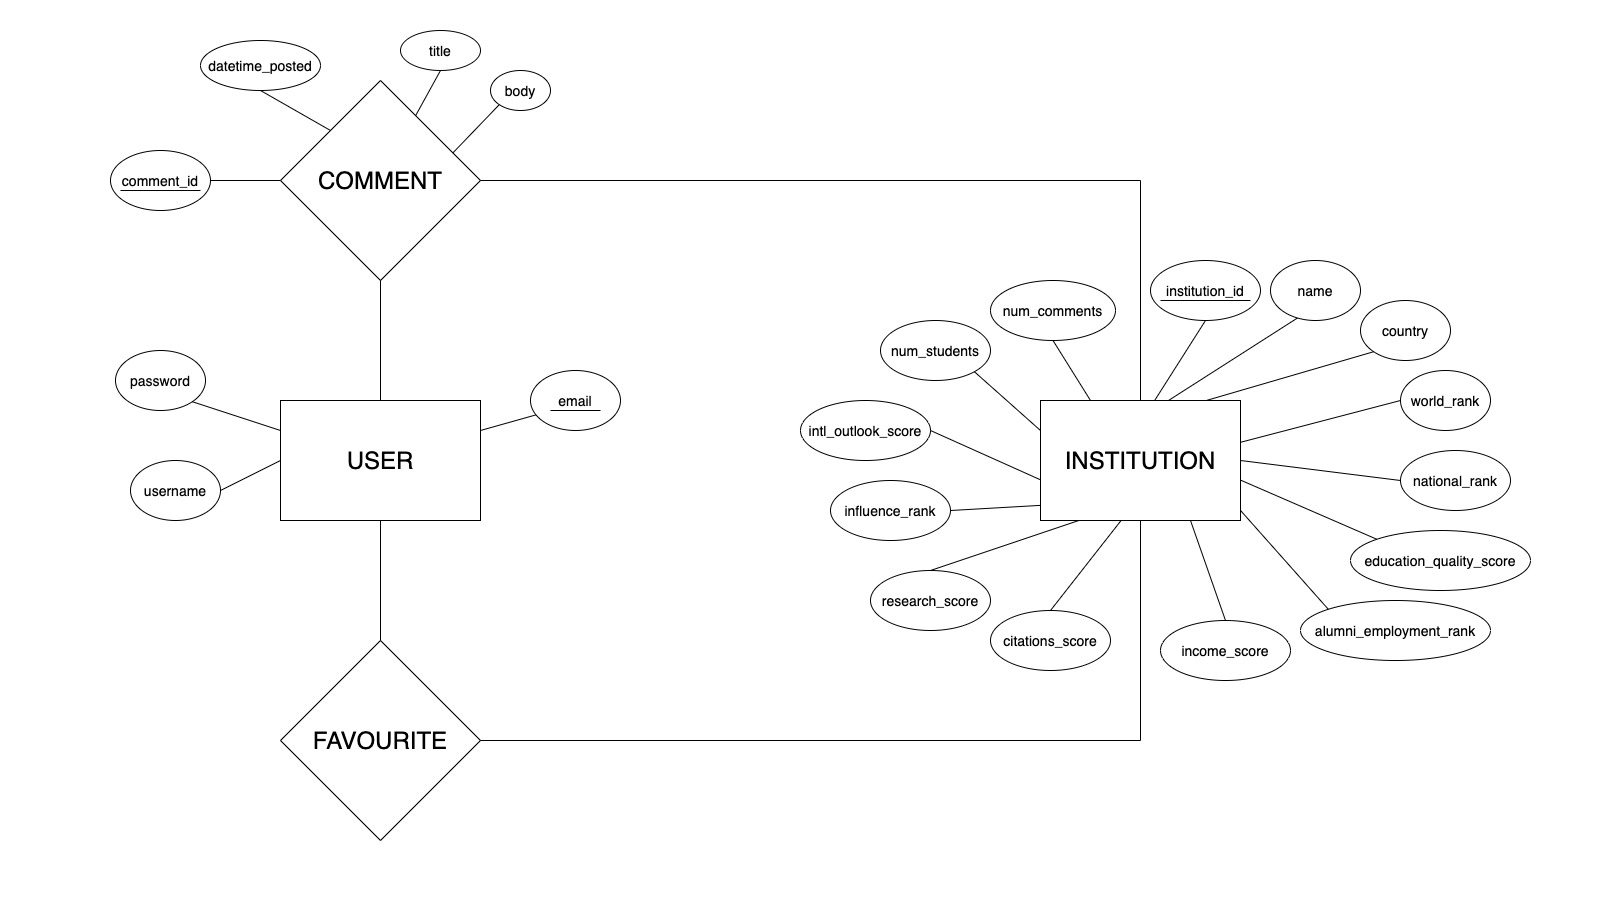 title
datetime_posted
body
comment_id
COMMENT
institution_id
name
num_comments
country
num_students
password
email
world_rank
intl_outlook_score
USER
INSTITUTION
national_rank
username
influence_rank
education_quality_score
research_score
alumni_employment_rank
citations_score
income_score
FAVOURITE